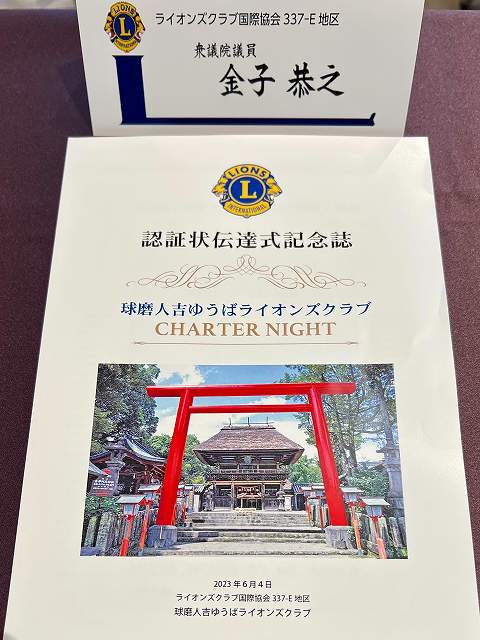 ライオンズクラブ国際協会 337-E 地区
衆議院議員
金子 恭之
LIONS
L
INTERNATIONAL
認証状伝達式記念誌
球磨人吉ゆうばライオンズクラブ
CHARTER NIGHT
2023年6月4日
ライオンズクラブ国際協会 337-E 地区
球磨人吉ゆうばライオンズクラブ